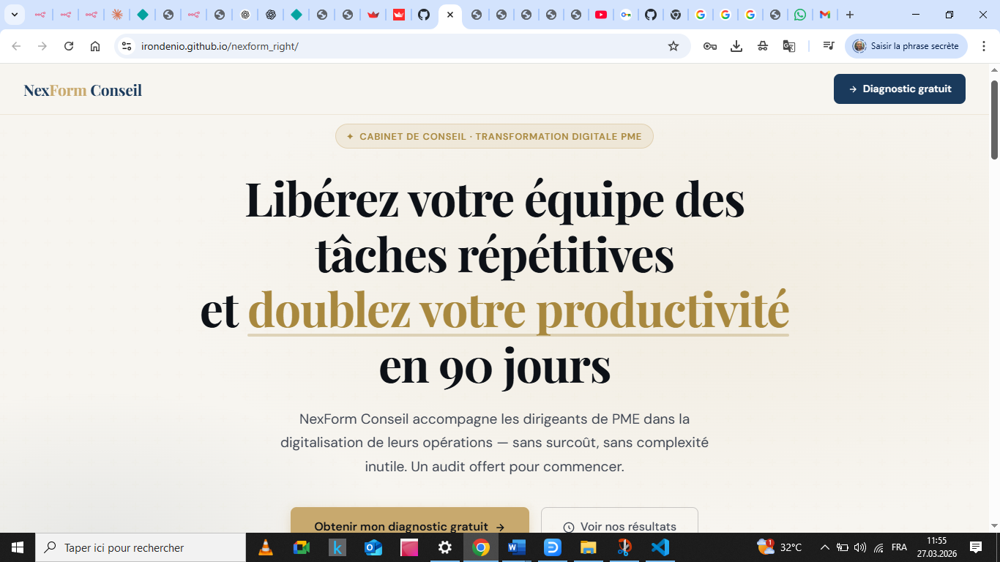 irondenio.github.io/nexform_right/
Saisir la phrase secrète
NexForm Conseil
→ Diagnostic gratuit
✦ CABINET DE CONSEIL · TRANSFORMATION DIGITALE PME
Libérez votre équipe des
tâches répétitives
et doublez votre productivité
en 90 jours
NexForm Conseil accompagne les dirigeants de PME dans la
digitalisation de leurs opérations — sans surcoût, sans complexité
inutile. Un audit offert pour commencer.
Obtenir mon diagnostic gratuit →
Voir nos résultats
Taper ici pour rechercher
1
32°C
FRA
11:55
27.03.2026